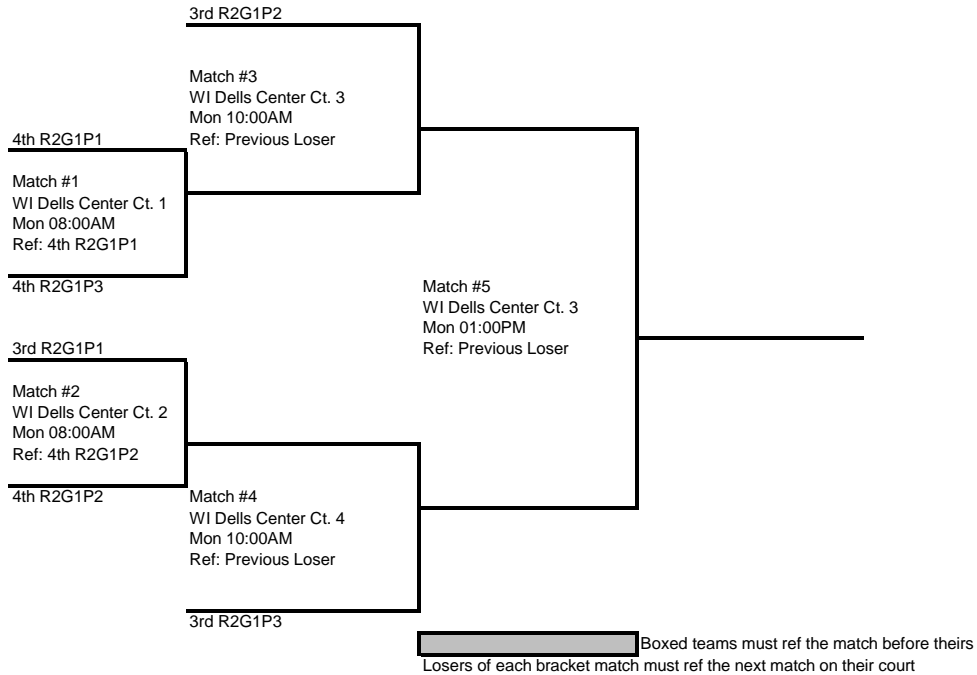 3rd R2G1P2
Match #3
WI Dells Center Ct. 3
Mon 10:00AM
Ref: Previous Loser
4th R2G1P1
Match #1
WI Dells Center Ct. 1
Mon 08:00AM
Ref: 4th R2G1P1
4th R2G1P3
Match #5
WI Dells Center Ct. 3
Mon 01:00PM
Ref: Previous Loser
3rd R2G1P1
Match #2
WI Dells Center Ct. 2
Mon 08:00AM
Ref: 4th R2G1P2
4th R2G1P2
Match #4
WI Dells Center Ct. 4
Mon 10:00AM
Ref: Previous Loser
3rd R2G1P3
Boxed teams must ref the match before theirs
Losers of each bracket match must ref the next match on their court